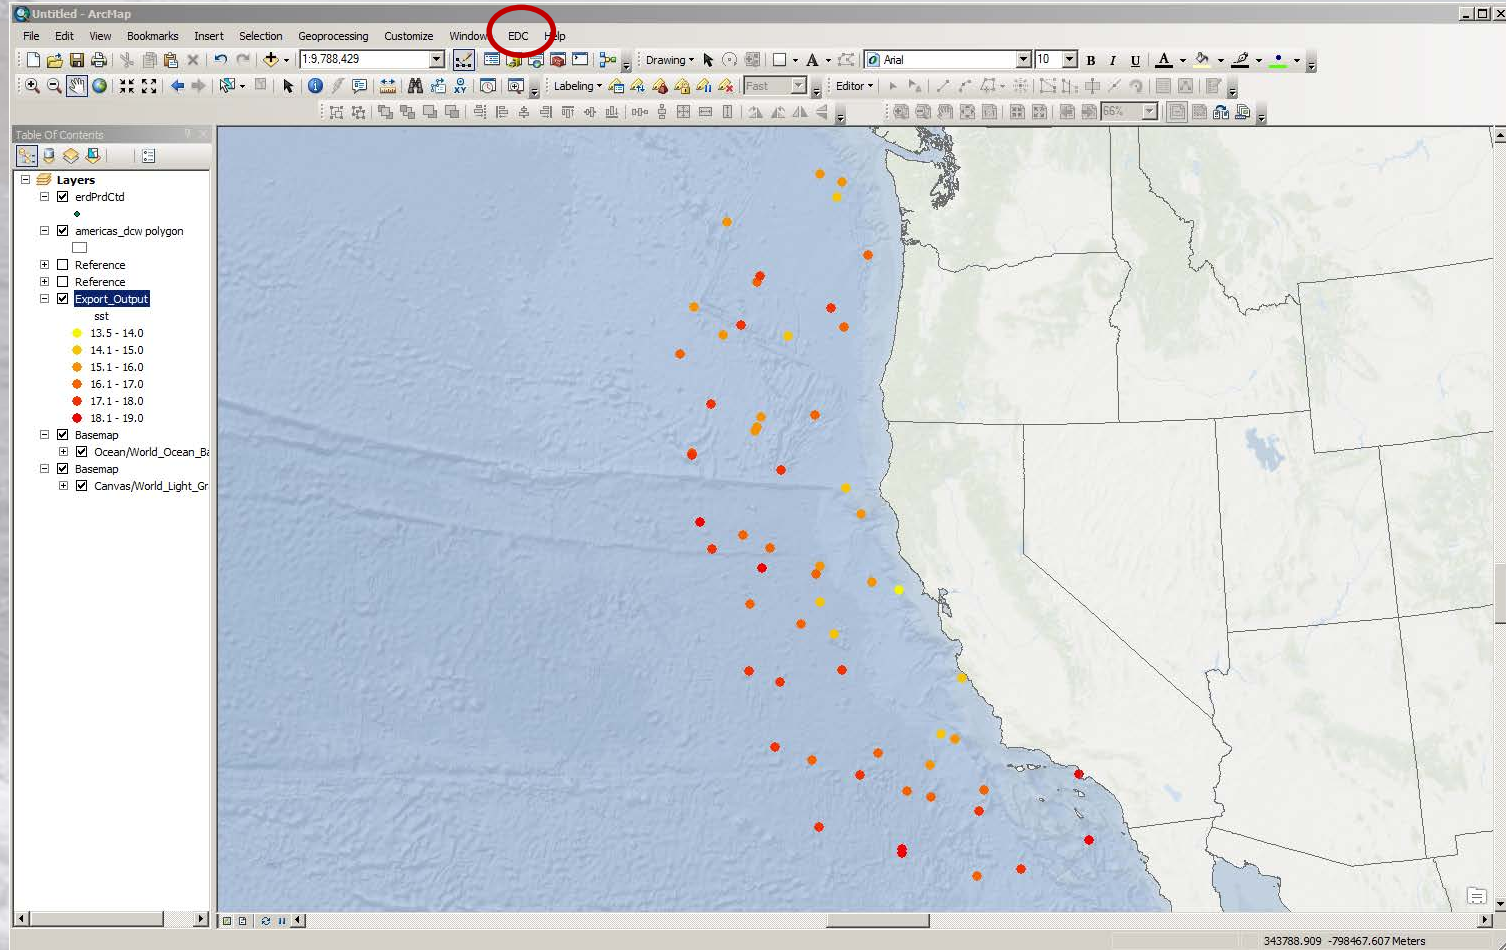 Untitled - ArcMap
File Edit View Bookmarks Insert Selection Geoprocessing Customize Window EDC Help
1:9,788,429 Drawing Arial 10 B I U A
Labeling Fast Editor
66%
Table Of Contents
Layers
erdPrdCtd
americas_dcw polygon
Reference
Reference
Export_Output
sst
13.5 - 14.0
14.1 - 15.0
15.1 - 16.0
16.1 - 17.0
17.1 - 18.0
18.1 - 19.0
Basemap
Ocean/World_Ocean_Ba
Basemap
Canvas/World_Light_Gr
343788.909 -798467.607 Meters